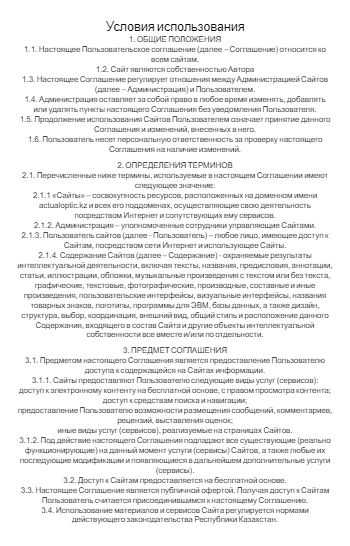 Условия использования
1. ОБЩИЕ ПОЛОЖЕНИЯ
1.1. Настоящее Пользовательское соглашение (далее – Соглашение) относится ко
всем сайтам.
1.2. Сайт являются собственностью Автора
1.3. Настоящее Соглашение регулирует отношения между Администрацией Сайтов
(далее – Администрация) и Пользователем.
1.4. Администрация оставляет за собой право в любое время изменять, добавлять
или удалять пункты настоящего Соглашения без уведомления Пользователя.
1.5. Продолжение использования Сайтов Пользователем означает принятие данного
Соглашения и изменений, внесенных в него.
1.6. Пользователь несет персональную ответственность за проверку настоящего
Соглашения на наличие изменений.
2. ОПРЕДЕЛЕНИЯ ТЕРМИНОВ
2.1. Перечисленные ниже термины, используемые в настоящем Соглашении имеют
следующее значение:
2.1.1 «Сайты» – совокупность ресурсов, расположенных на доменном имени
actualoptic.kz и всех его поддоменах, осуществляющие свою деятельность
посредством Интернет и сопутствующих ему сервисов.
2.1.2. Администрация – уполномоченные сотрудники управляющие Сайтами.
2.1.3. Пользователь сайтов (далее - Пользователь) – любое лицо, имеющее доступ к
Сайтам, посредством сети Интернет и использующее Сайты.
2.1.4. Содержание Сайтов (далее – Содержание) - охраняемые результаты
интеллектуальной деятельности, включая тексты, названия, предисловия, аннотации,
статьи, иллюстрации, обложки, музыкальные произведения с текстом или без текста,
графические, текстовые, фотографические, производные, составные и иные
произведения, пользовательские интерфейсы, визуальные интерфейсы, названия
товарных знаков, логотипы, программы для ЭВМ, базы данных, а также дизайн,
структура, выбор, координация, внешний вид, общий стиль и расположение данного
Содержания, входящего в состав Сайта и другие объекты интеллектуальной
собственности все вместе и/или по отдельности.
3. ПРЕДМЕТ СОГЛАШЕНИЯ
3.1. Предметом настоящего Соглашения является предоставление Пользователю
доступа к содержащейся на Сайтах информации.
3.1.1. Сайты предоставляют Пользователю следующие виды услуг (сервисов):
доступ к электронному контенту на бесплатной основе, с правом просмотра контента;
доступ к средствам поиска и навигации;
предоставление Пользователю возможности размещения сообщений, комментариев,
рецензий, выставления оценок;
иные виды услуг (сервисов), реализуемые на страницах Сайтов.
3.1.2. Под действие настоящего Соглашения подпадают все существующие (реально
функционирующие) на данный момент услуги (сервисы) Сайтов, а также любые их
последующие модификации и появляющиеся в дальнейшем дополнительные услуги
(сервисы).
3.2. Доступ к Сайтам предоставляется на бесплатной основе.
3.3. Настоящее Соглашение является публичной офертой. Получая доступ к Сайтам
Пользователь считается присоединившимся к настоящему Соглашению.
3.4. Использование материалов и сервисов Сайта регулируется нормами
действующего законодательства Республики Казахстан.